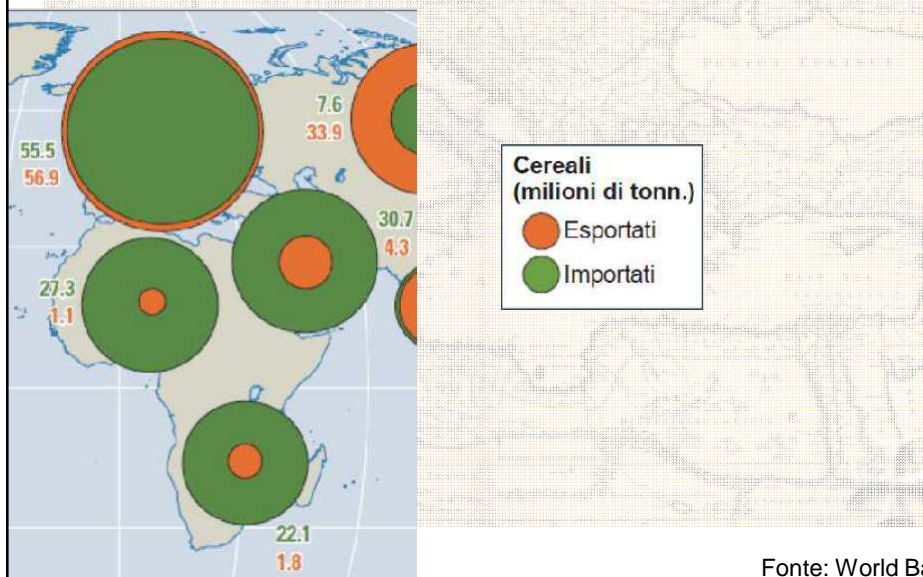 7.6
33.9
55.5
56.9
30.7
4.3
27.3
1.1
22.1
1.8
Cereali
(milioni di tonn.)
Esportati
Importati
Fonte: World Ba